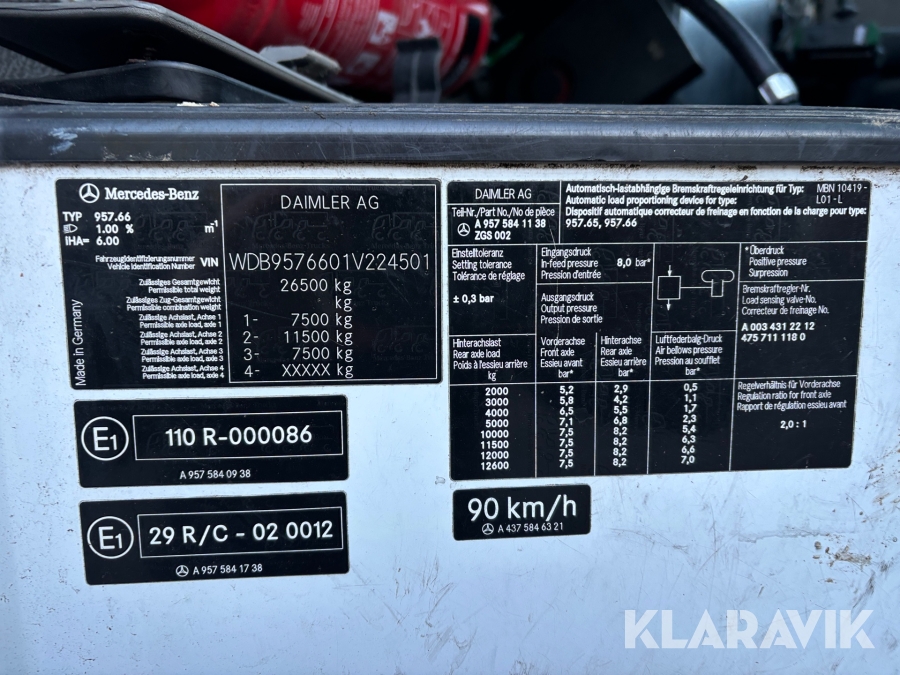 Mercedes-Benz
DAIMLER AG
TYP 957.66
1.00 % m⁻¹
IHA= 6.00
Fahrzeugidentifizierungsnummer
Vehicle Identification Number VIN WDB9576601V224501
Zulässiges Gesamtgewicht
Permissible total weight 26500 kg
Zulässiges Zug-Gesamtgewicht
Permissible combination weight kg
Zulässige Achslast, Achse 1
Permissible axle load, axle 1 1- 7500 kg
Zulässige Achslast, Achse 2
Permissible axle load, axle 2 2- 11500 kg
Zulässige Achslast, Achse 3
Permissible axle load, axle 3 3- 7500 kg
Zulässige Achslast, Achse 4
Permissible axle load, axle 4 4- XXXXX kg
Made in Germany
E1 110 R-000086
A 957 584 09 38
E1 29 R/C - 02 0012
A 957 584 17 38
DAIMLER AG
Teil-Nr./Part No./No de pièce
A 957 584 11 38
ZGS 002
Automatisch-lastabhängige Bremskraftregeleinrichtung für Typ:
Automatic load proportioning device for type:
Dispositif automatique correcteur de freinage en fonction de la charge pour type:
957.65, 957.66
MBN 10419 -
L01 - L
Einstelltoleranz
Setting tolerance
Tolérance de réglage
± 0,3 bar
Eingangsdruck
In-feed pressure 8,0 bar*
Pression d'entrée
Ausgangsdruck
Output pressure
Pression de sortie
*Überdruck
Positive pressure
Surpression
Bremskraftregler-Nr.
Load sensing valve-No.
Correcteur de freinage No.
A 003 431 22 12
475 711 118 0
Hinterachslast
Rear axle load
Poids à l'essieu arrière
kg
Vorderachse
Front axle
Essieu avant
bar*
Hinterachse
Rear axle
Essieu arrière
bar*
Luftfederbalg-Druck
Air bellows pressure
Pression au soufflet
bar*
2000 5,2 2,9 0,5
3000 5,8 4,2 1,1
4000 6,5 5,5 1,7
5000 7,1 6,8 2,3
10000 7,5 8,2 5,4
11500 7,5 8,2 6,3
12000 7,5 8,2 6,6
12600 7,5 8,2 7,0
Regelverhältnis für Vorderachse
Regulation ratio for front axle
Rapport de régulation essieu avant
2,0 : 1
90 km/h
A 437 584 63 21
KLARAVIK